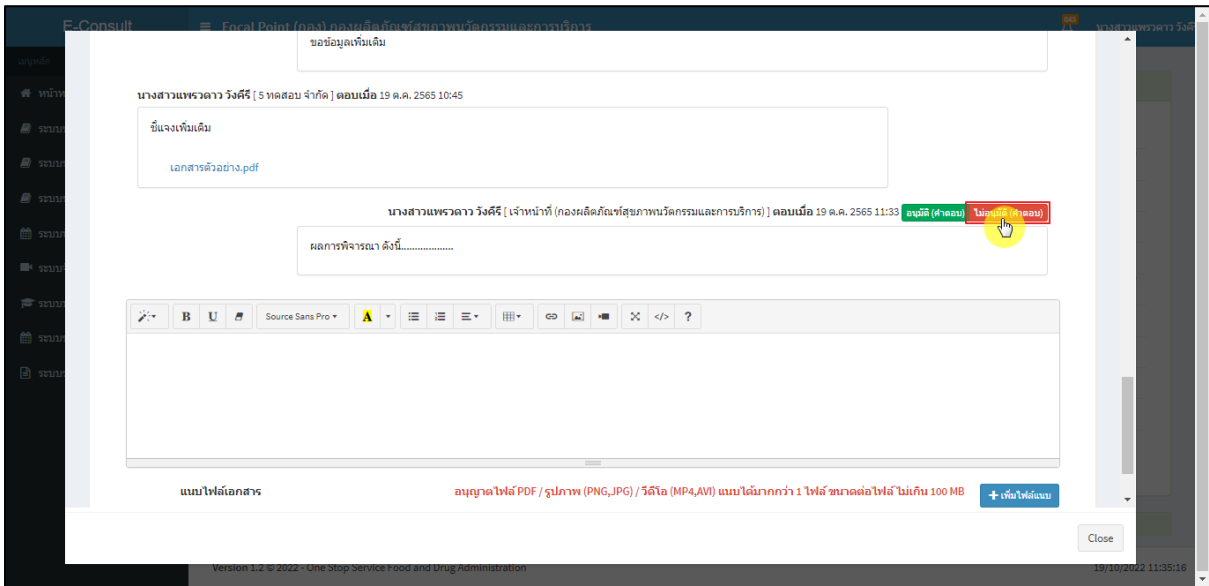 E-Consult
Focal Point (กอง) กองผลิตภัณฑ์สุขภาพนวัตกรรมและการบริการ
643
นางสาวแพรวดาว วังคีรี
เมนูหลัก
ขอข้อมูลเพิ่มเติม
นางสาวแพรวดาว วังคีรี [ 5 ทดสอบ จำกัด ] ตอบเมื่อ 19 ต.ค. 2565 10:45
ชี้แจงเพิ่มเติม
เอกสารตัวอย่าง.pdf
นางสาวแพรวดาว วังคีรี [ เจ้าหน้าที่ (กองผลิตภัณฑ์สุขภาพนวัตกรรมและการบริการ) ] ตอบเมื่อ 19 ต.ค. 2565 11:33 อนุมัติ (คำตอบ) ไม่อนุมัติ (คำตอบ)
ผลการพิจารณา ดังนี้...................
B U Source Sans Pro A </> ?
แนบไฟล์เอกสาร
อนุญาตไฟล์ PDF / รูปภาพ (PNG,JPG) / วีดีโอ (MP4,AVI) แนบได้มากกว่า 1 ไฟล์ ขนาดต่อไฟล์ ไม่เกิน 100 MB
+ เพิ่มไฟล์แนบ
Close
Version 1.2 © 2022 - One Stop Service Food and Drug Administration
19/10/2022 11:35:16